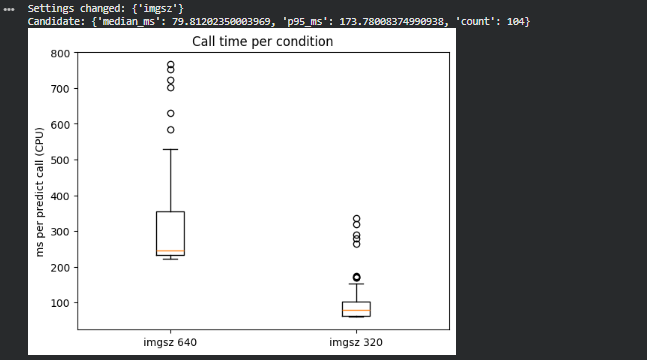 Settings changed: {'imgsz'}
Candidate: {'median_ms': 79.81202350003969, 'p95_ms': 173.78008374990938, 'count': 104}
Call time per condition
800
700
600
500
400
300
200
100
ms per predict call (CPU)
imgsz 640
imgsz 320